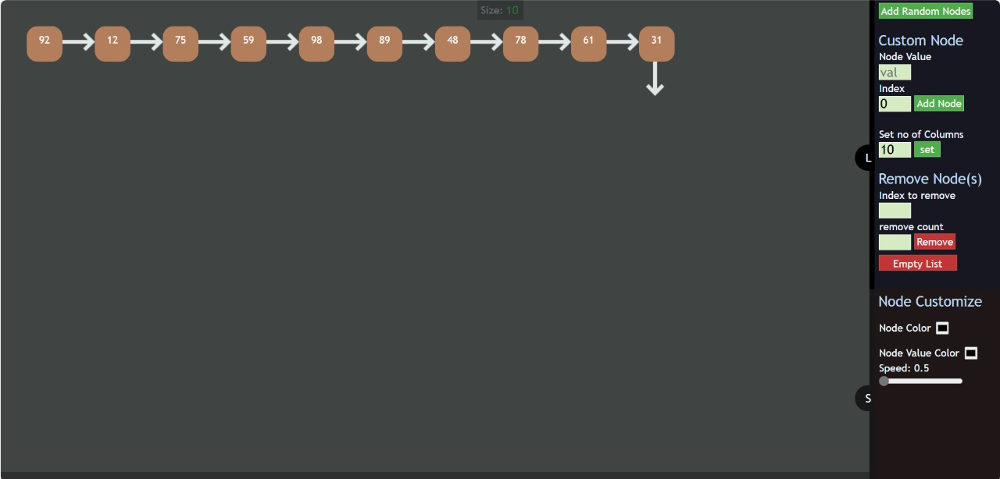 Size: 10
92 12 75 59 98 89 48 78 61 31
Add Random Nodes
Custom Node
Node Value
val
Index
0 Add Node
Set no of Columns
10 set
L
Remove Node(s)
Index to remove
remove count
Remove
Empty List
Node Customize
Node Color
Node Value Color
Speed: 0.5
S